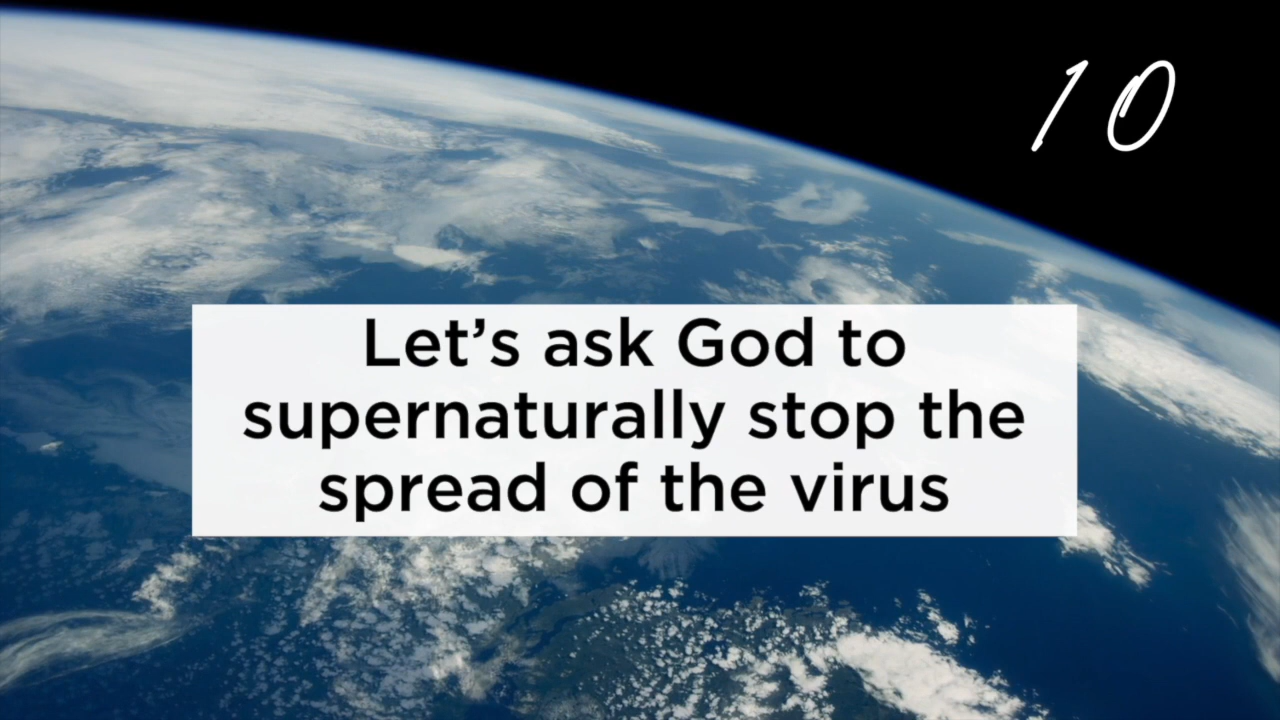 10
Let’s ask God to
supernaturally stop the
spread of the virus